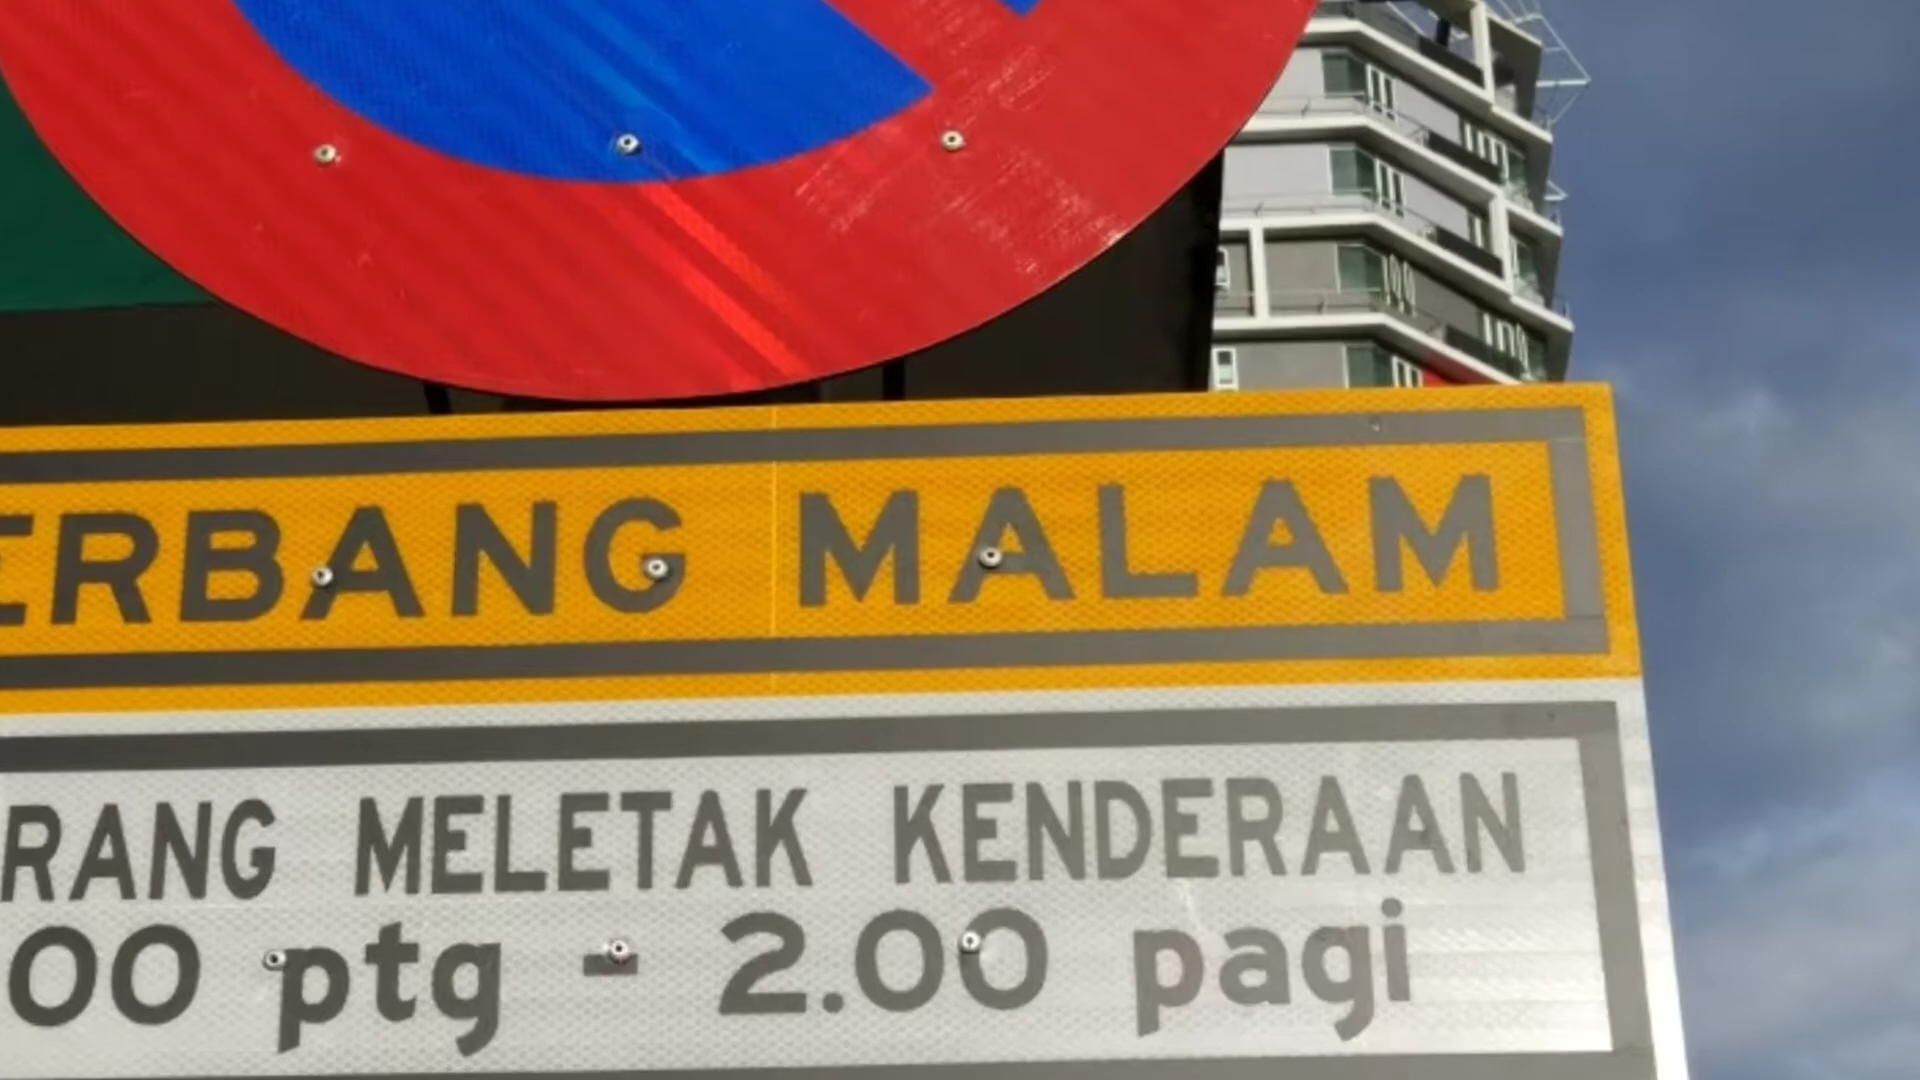 ERBANG MALAM
RANG MELETAK KENDERAAN
00 ptg - 2.00 pagi